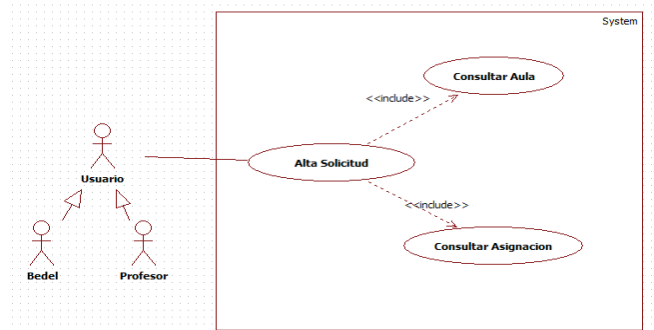 System
Consultar Aula
<<include>>
Alta Solicitud
Usuario
<<include>>
Consultar Asignacion
Bedel
Profesor